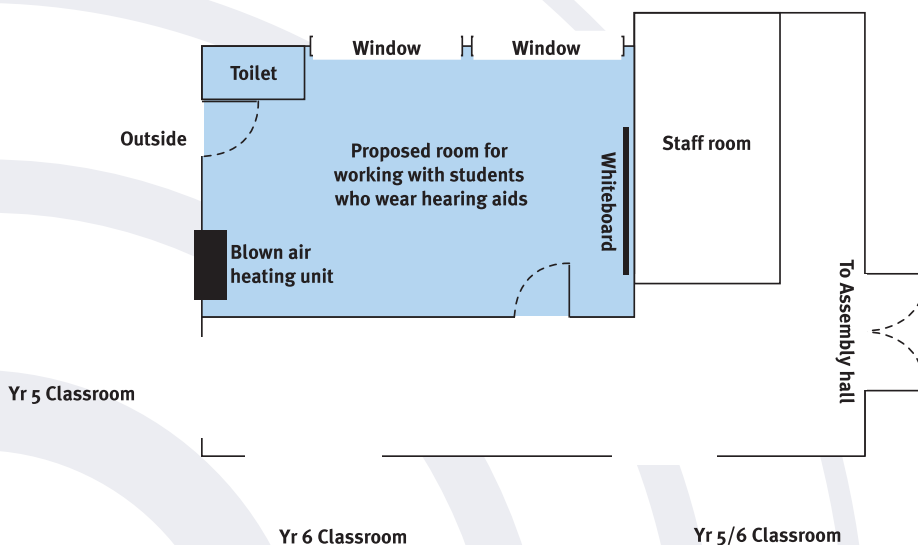 Window
Window
Toilet
Outside
Staff room
Proposed room for
working with students
who wear hearing aids
Whiteboard
Blown air
heating unit
To Assembly hall
Yr 5 Classroom
Yr 6 Classroom
Yr 5/6 Classroom